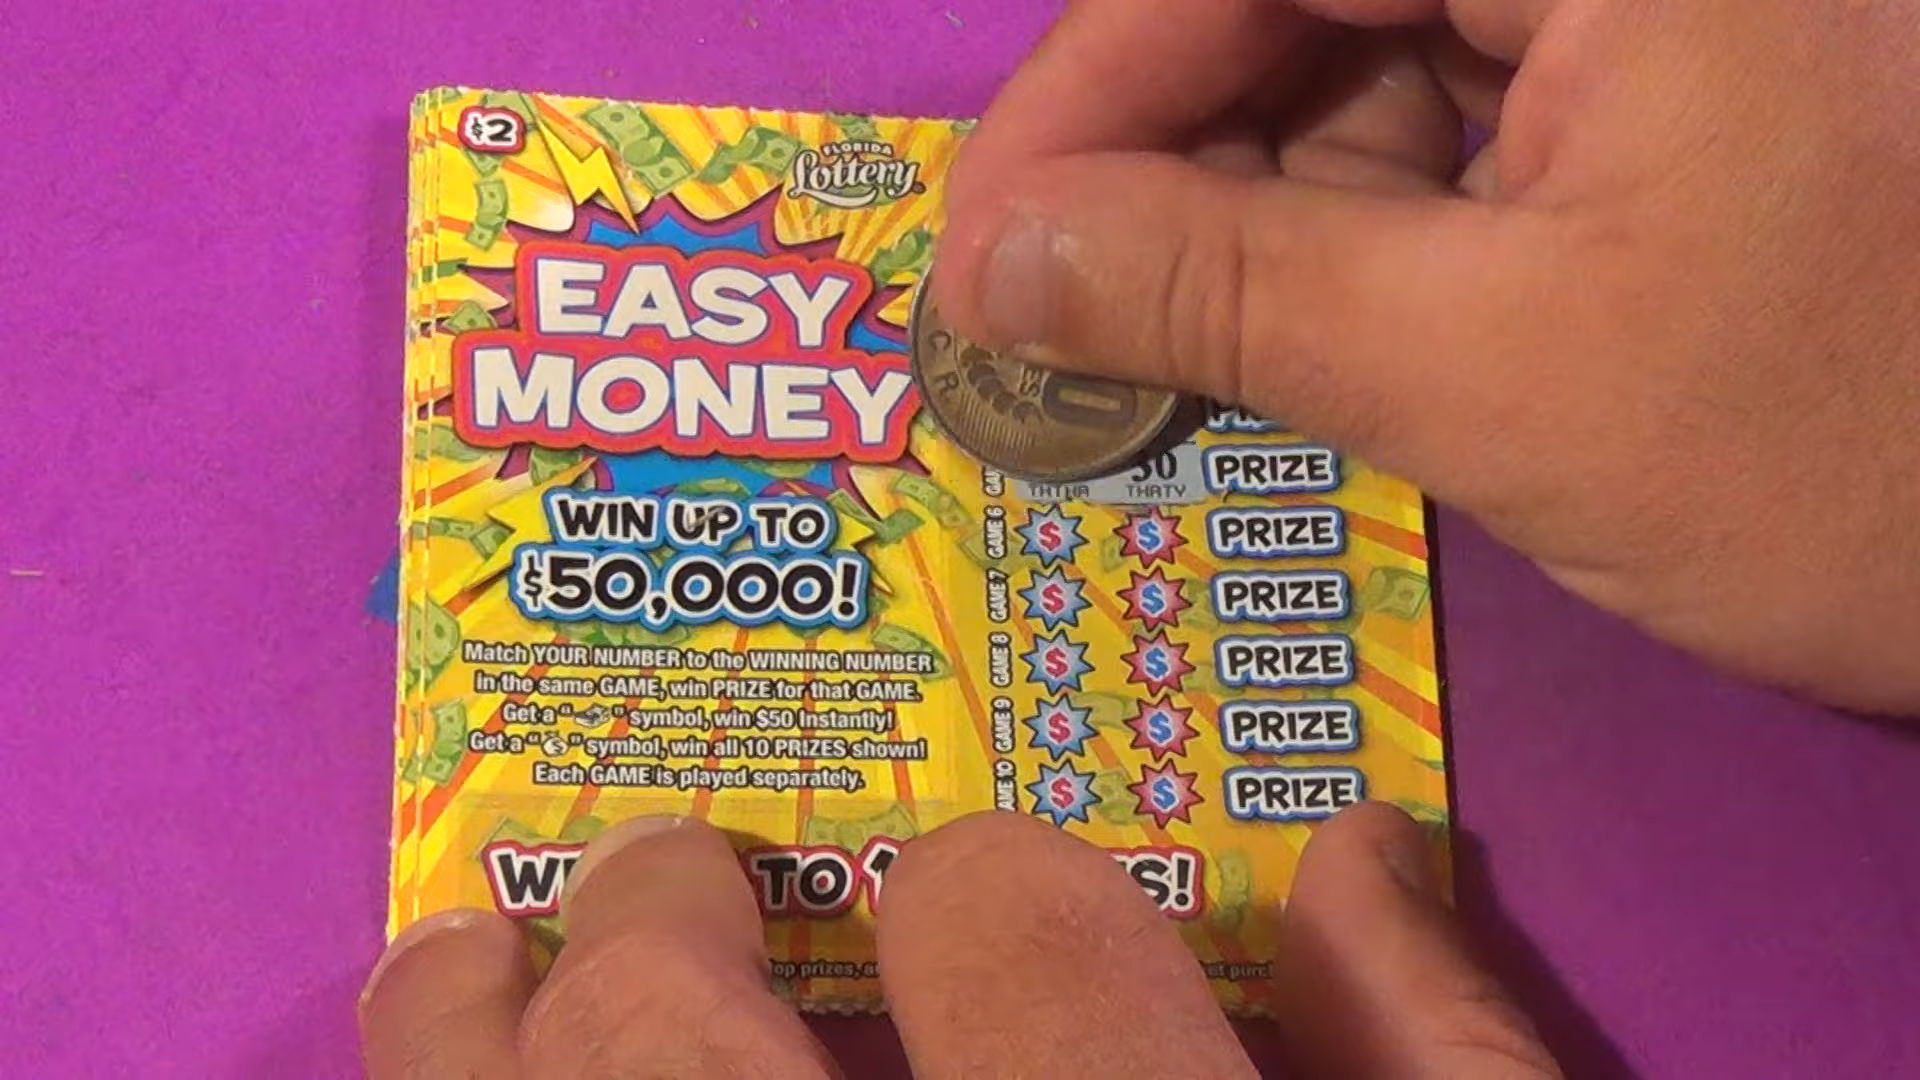 $2
FLORIDA
Lottery
EASY
MONEY
WIN UP TO
$50,000!
Match YOUR NUMBER to the WINNING NUMBER
in the same GAME, win PRIZE for that GAME.
Get a " " symbol, win $50 Instantly!
Get a " " symbol, win all 10 PRIZES shown!
Each GAME is played separately.
TO
30
THRTY
PRIZE
GAME 6 $ $ PRIZE
GAME 7 $ $ PRIZE
GAME 8 $ $ PRIZE
GAME 9 $ $ PRIZE
$ $ PRIZE
prizes,